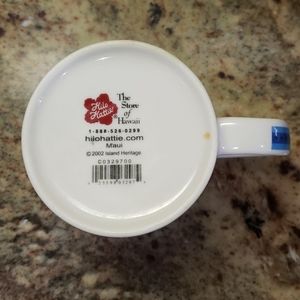 Hilo Hattie
The
Store
of
Hawaii
1-888-526-0299
hilohattie.com
Maui
© 2002 Island Heritage
C0329700